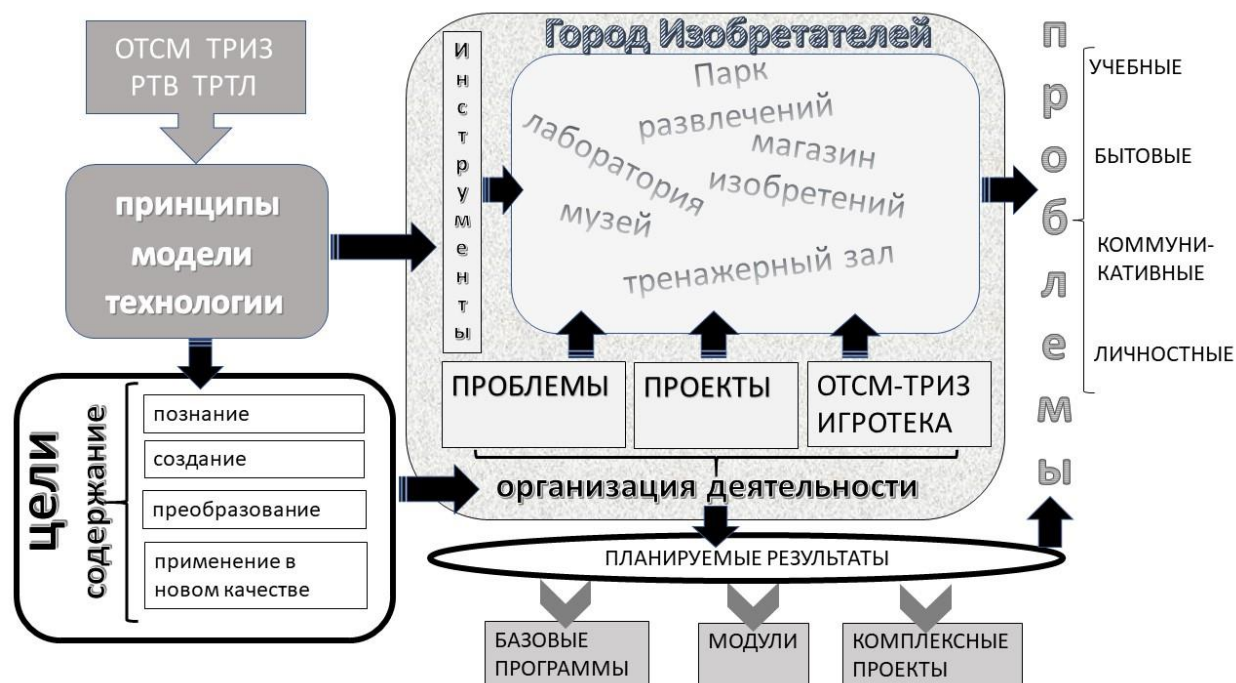 ОТСМ ТРИЗ
РТВ ТРТЛ
принципы
модели
технологии
цели
содержание
познание
создание
преобразование
применение в
новом качестве
Город Изобретателей
Инструменты
Парк
развлечений
лаборатория
магазин
изобретений
музей
тренажерный зал
ПРОБЛЕМЫ
ПРОЕКТЫ
ОТСМ-ТРИЗ
ИГРОТЕКА
организация деятельности
ПЛАНИРУЕМЫЕ РЕЗУЛЬТАТЫ
БАЗОВЫЕ
ПРОГРАММЫ
МОДУЛИ
КОМПЛЕКСНЫЕ
ПРОЕКТЫ
проблемы
УЧЕБНЫЕ
БЫТОВЫЕ
КОММУНИ-
КАТИВНЫЕ
ЛИЧНОСТНЫЕ